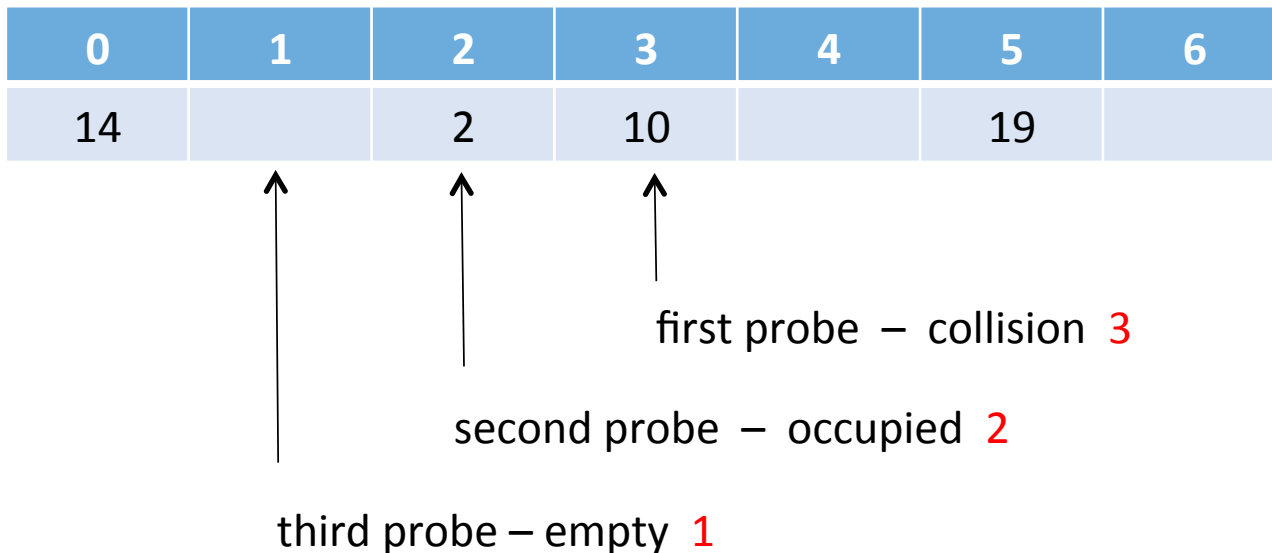 0 1 2 3 4 5 6
14 2 10 19
first probe – collision 3
second probe – occupied 2
third probe – empty 1